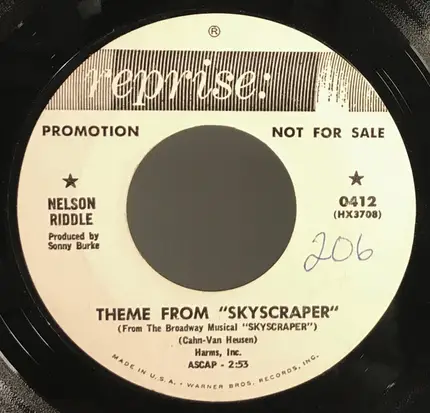 ®
reprise:
PROMOTION NOT FOR SALE
★ ★
NELSON
RIDDLE
Produced by
Sonny Burke
0412
(HX3708)
206
THEME FROM "SKYSCRAPER"
(From The Broadway Musical "SKYSCRAPER")
(Cahn-Van Heusen)
Harms, Inc.
ASCAP - 2:53
MADE IN U.S.A. • WARNER BROS. RECORDS, INC.